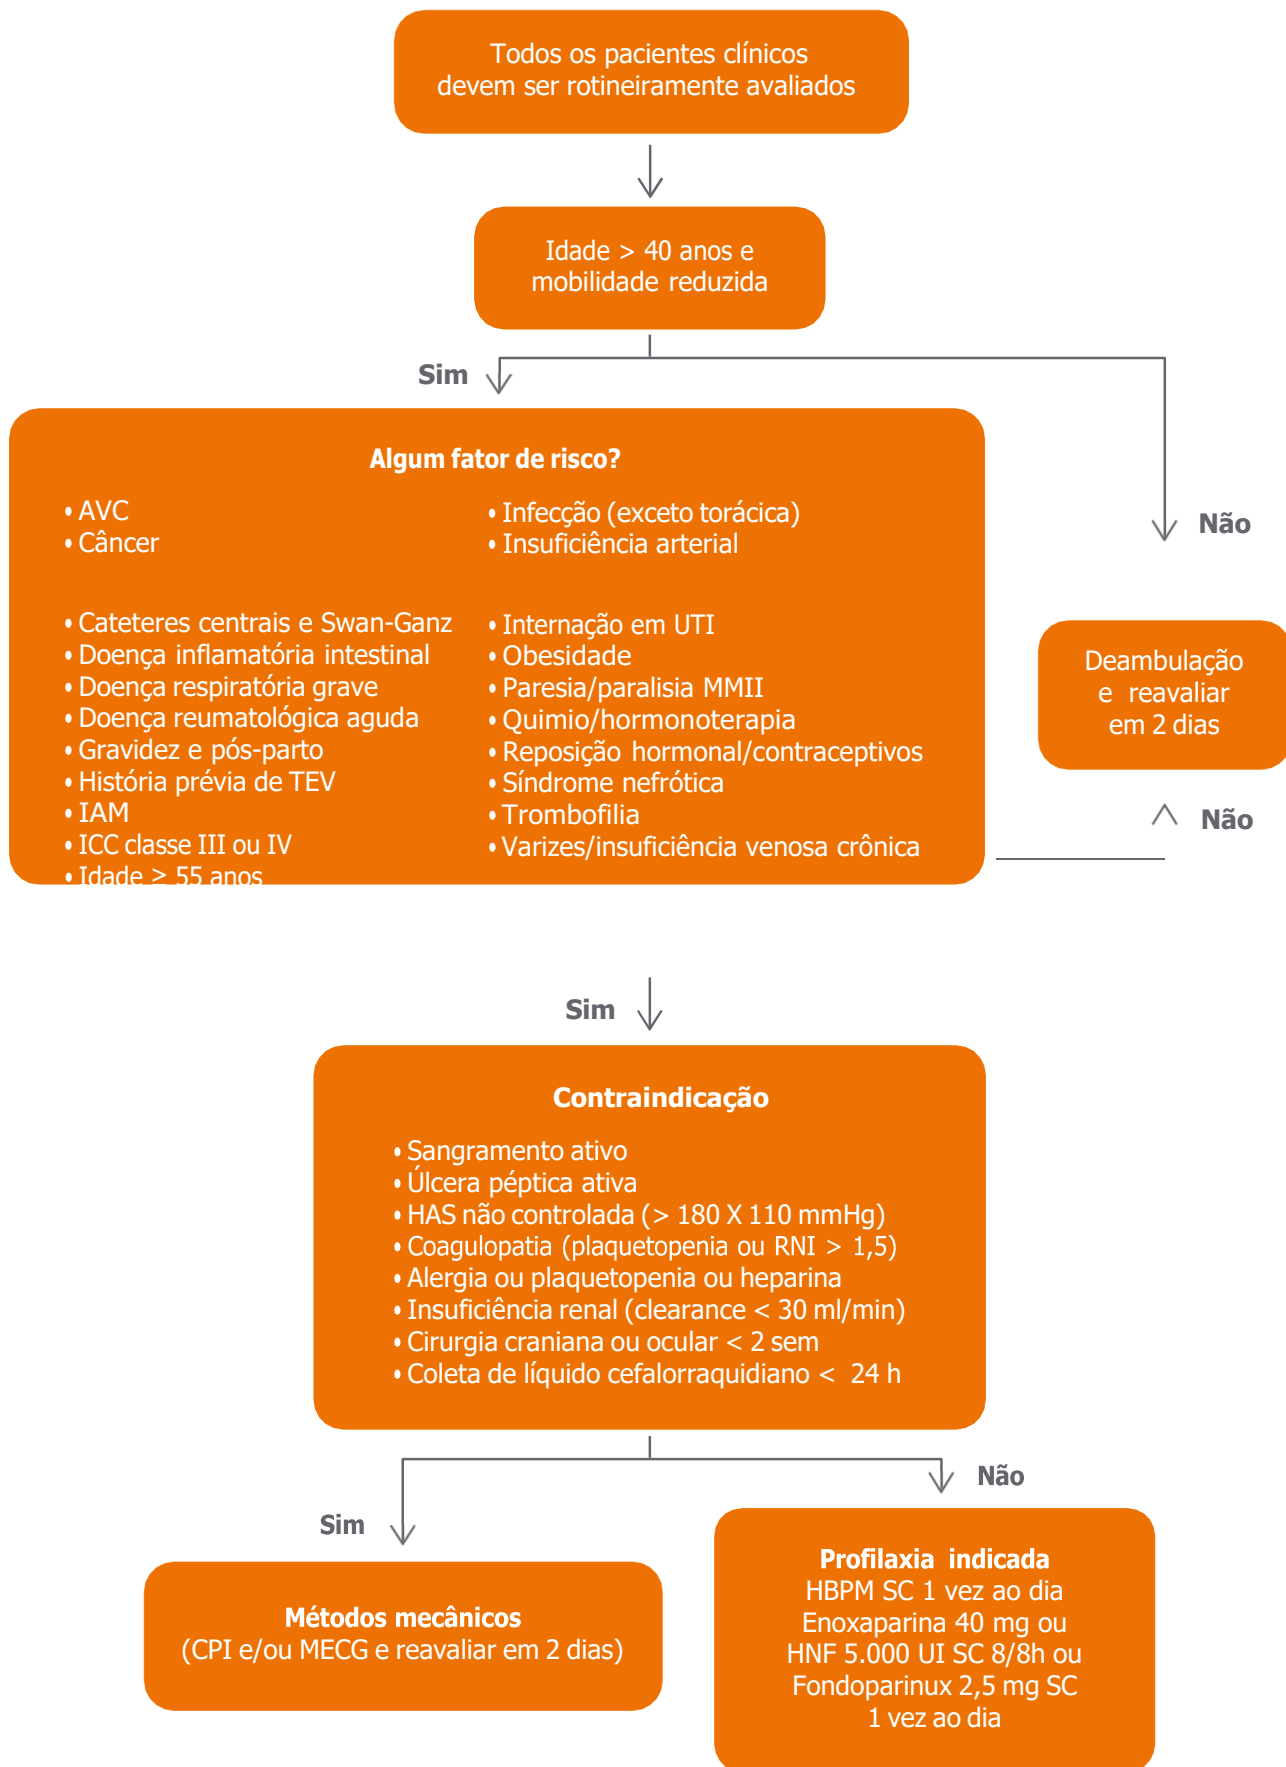 Todos os pacientes clínicos
devem ser rotineiramente avaliados
Idade > 40 anos e
mobilidade reduzida
Sim
Não
Algum fator de risco?
• AVC
• Câncer
• Cateteres centrais e Swan-Ganz
• Doença inflamatória intestinal
• Doença respiratória grave
• Doença reumatológica aguda
• Gravidez e pós-parto
• História prévia de TEV
• IAM
• ICC classe III ou IV
• Idade ≥ 55 anos
• Infecção (exceto torácica)
• Insuficiência arterial
• Internação em UTI
• Obesidade
• Paresia/paralisia MMII
• Quimio/hormonoterapia
• Reposição hormonal/contraceptivos
• Síndrome nefrótica
• Trombofilia
• Varizes/insuficiência venosa crônica
Deambulação
e reavaliar
em 2 dias
Não
Sim
Contraindicação
• Sangramento ativo
• Úlcera péptica ativa
• HAS não controlada (> 180 X 110 mmHg)
• Coagulopatia (plaquetopenia ou RNI > 1,5)
• Alergia ou plaquetopenia ou heparina
• Insuficiência renal (clearance < 30 ml/min)
• Cirurgia craniana ou ocular < 2 sem
• Coleta de líquido cefalorraquidiano < 24 h
Sim
Não
Métodos mecânicos
(CPI e/ou MECG e reavaliar em 2 dias)
Profilaxia indicada
HBPM SC 1 vez ao dia
Enoxaparina 40 mg ou
HNF 5.000 UI SC 8/8h ou
Fondoparinux 2,5 mg SC
1 vez ao dia